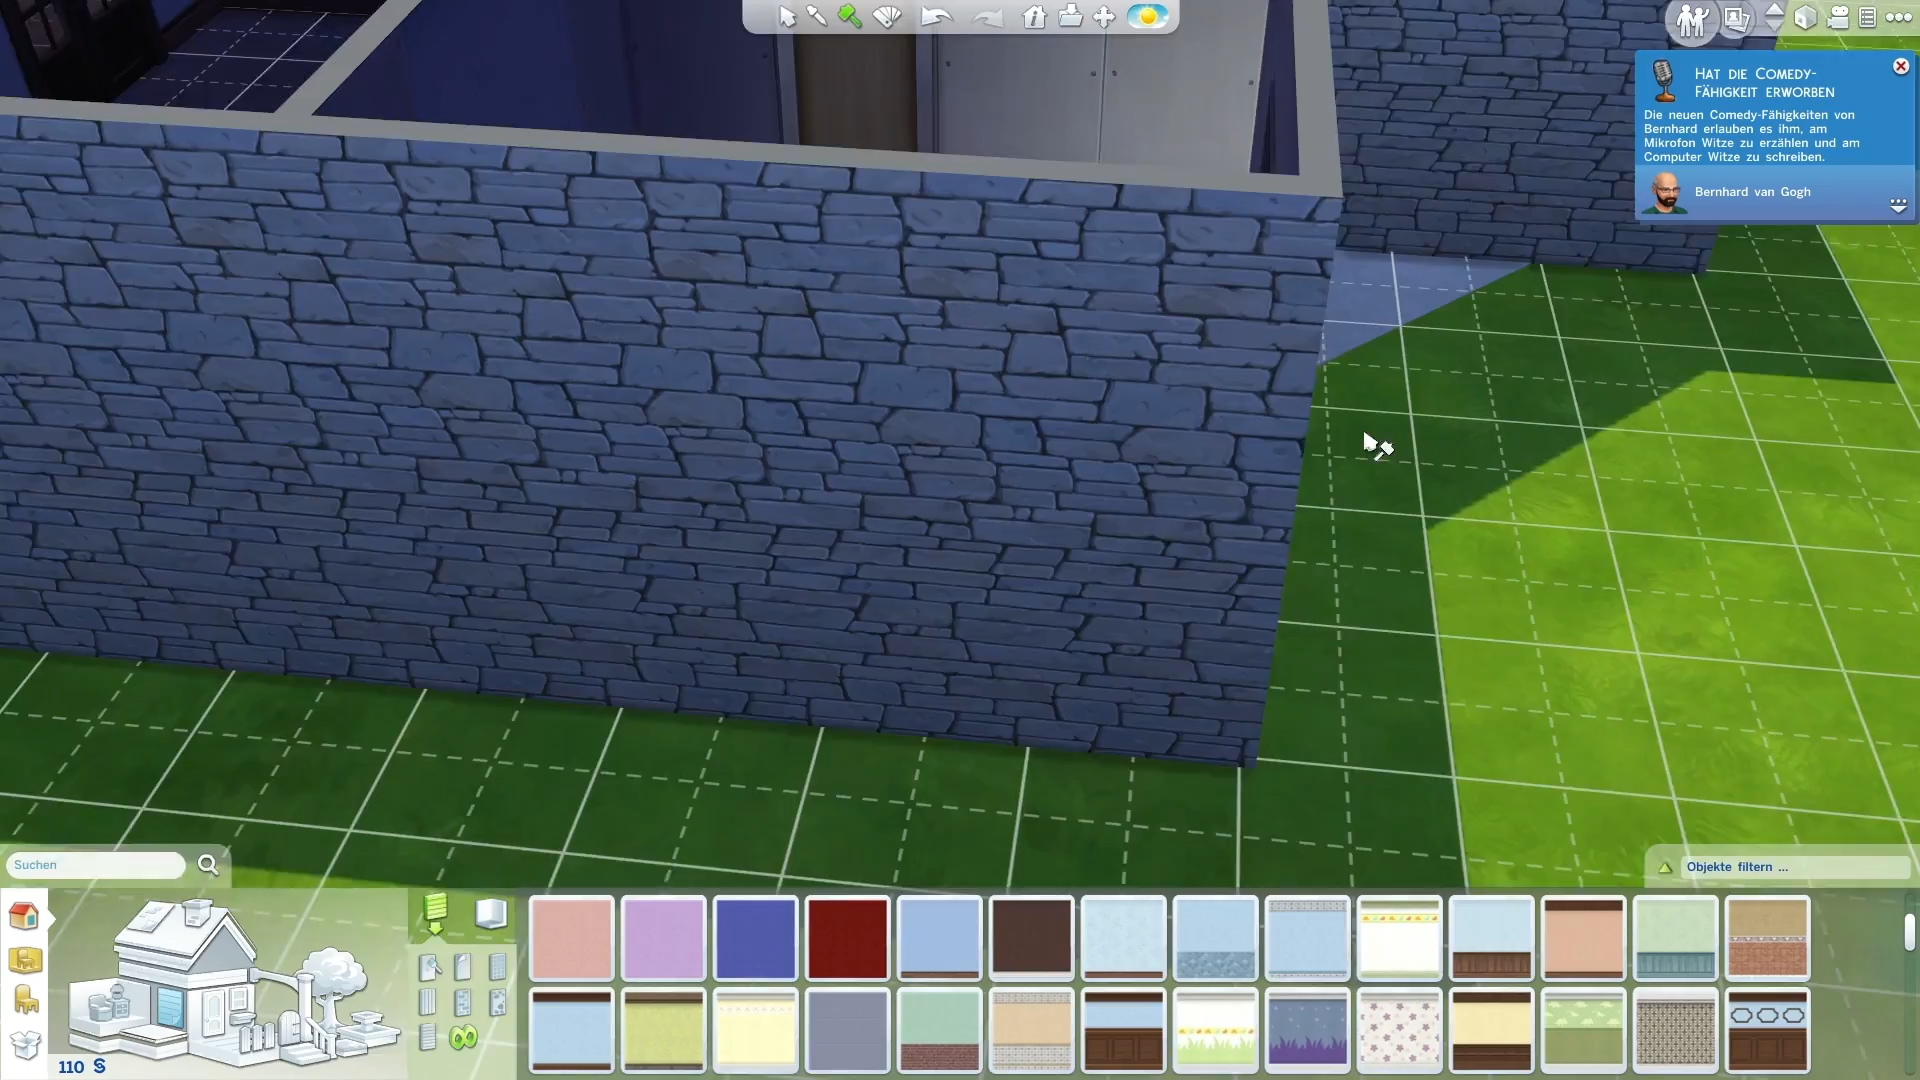 HAT DIE COMEDY-
FÄHIGKEIT ERWORBEN
Die neuen Comedy-Fähigkeiten von
Bernhard erlauben es ihm, am
Mikrofon Witze zu erzählen und am
Computer Witze zu schreiben.
Bernhard van Gogh
Suchen
Objekte filtern ...
110 S